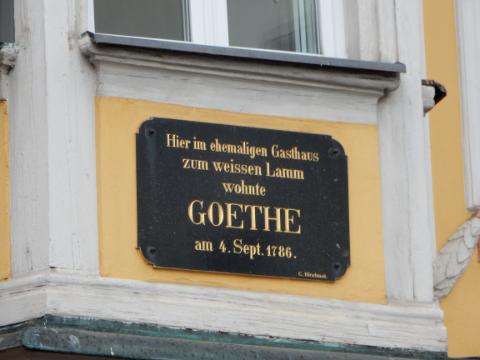 Hier im ehemaligen Gasthaus
zum weissen Lamm
wohnte
GOETHE
am 4. Sept. 1786.